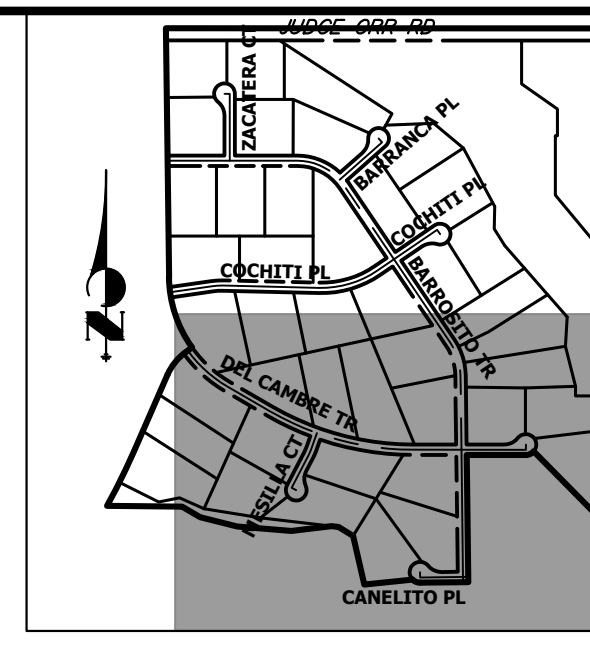 JUDGE ORR RD
ZACATERA CT
BARRANCA PL
COCHITI PL
BARROSITO TR
COCHITI PL
DEL CAMBRE TR
MESILLA CT
CANELITO PL
N